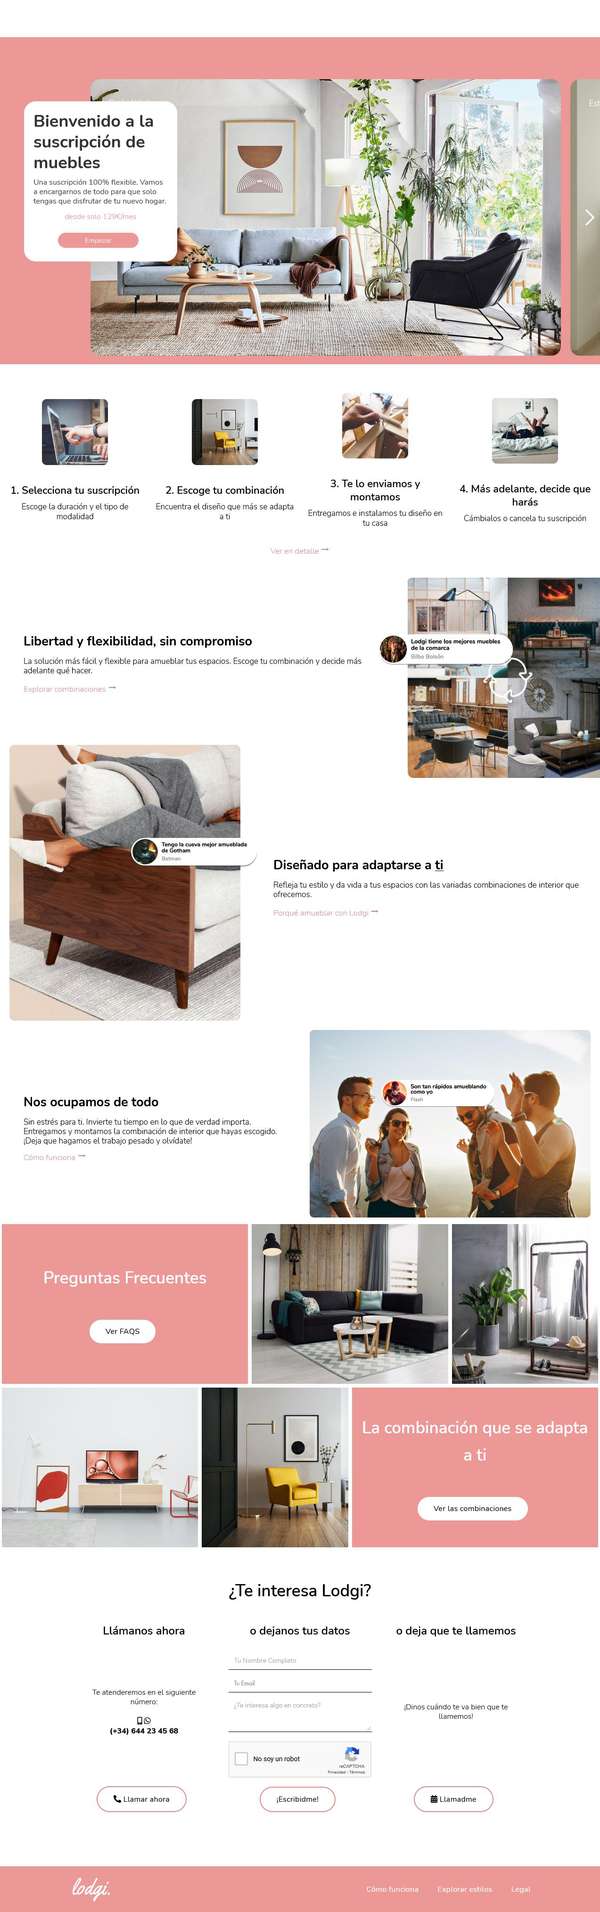 Bienvenido a la
suscripción de
muebles
Una suscripción 100% flexible. Vamos
a encargarnos de todo para que solo
tengas que disfrutar de tu nuevo hogar.
desde solo 129€/mes
Empezar
1. Selecciona tu suscripción
Escoge la duración y el tipo de
modalidad
2. Escoge tu combinación
Encuentra el diseño que más se adapta
a ti
3. Te lo enviamos y
montamos
Entregamos e instalamos tu diseño en
tu casa
4. Más adelante, decide que
harás
Cámbialos o cancela tu suscripción
Ver en detalle
Libertad y flexibilidad, sin compromiso
La solución más fácil y flexible para amueblar tus espacios. Escoge tu combinación y decide más
adelante qué hacer.
Explorar combinaciones
Lodgi tiene los mejores muebles
de la comarca
Bilbo Bolsón
Tengo la cueva mejor amueblada
de Gotham
Batman
Diseñado para adaptarse a ti
Refleja tu estilo y da vida a tus espacios con las variadas combinaciones de interior que
ofrecemos.
Porqué amueblar con Lodgi
Son tan rápidos amueblando
como yo
Flash
Nos ocupamos de todo
Sin estrés para ti. Invierte tu tiempo en lo que de verdad importa.
Entregamos y montamos la combinación de interior que hayas escogido.
¡Deja que hagamos el trabajo pesado y olvídate!
Cómo funciona
Preguntas Frecuentes
Ver FAQS
La combinación que se adapta
a ti
Ver las combinaciones
¿Te interesa Lodgi?
Llámanos ahora
Te atenderemos en el siguiente
número:
(+34) 644 23 45 68
Llamar ahora
o dejanos tus datos
Tu Nombre Completo
Tu Email
¿Te interesa algo en concreto?
No soy un robot
reCAPTCHA
Privacidad - Términos
¡Escribidme!
o deja que te llamemos
¡Dinos cuándo te va bien que te
llamemos!
Llamadme
lodgi.
Cómo funciona
Explorar estilos
Legal